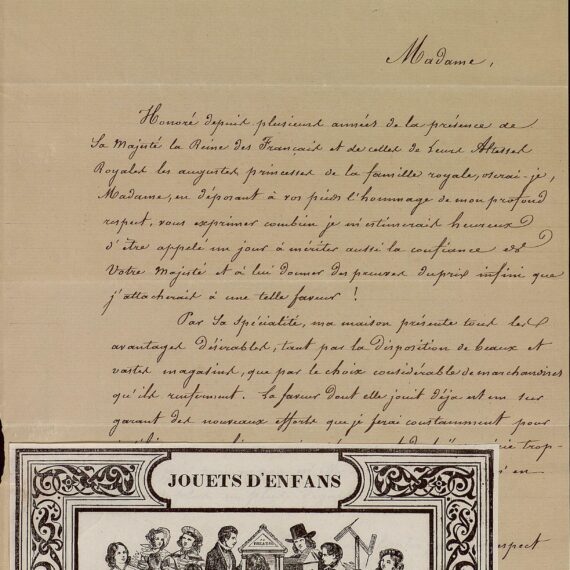 Madame,
Honoré depuis plusieurs années de la présence de
Sa Majesté la Reine des Français et de celles de Leurs Altesses
Royales les augustes princesses de la famille royale, oserai-je,
Madame, en déposant à vos pieds l'hommage de mon profond
respect, vous exprimer combien je m'estimerais heureux
d'être appelé un jour à mériter aussi la confiance de
Votre Majesté et à lui donner des preuves du prix infini que
j'attacherais à une telle faveur !
Par sa spécialité, ma maison présente tous les
avantages désirables, tant par la disposition de beaux et
vastes magasins, que par le choix considérable de marchandises
qu'ils renferment. La faveur dont elle jouit déja est un sur
garant des nouveaux efforts que je ferai constamment pour
trop-
en
JOUETS D'ENFANS
respect